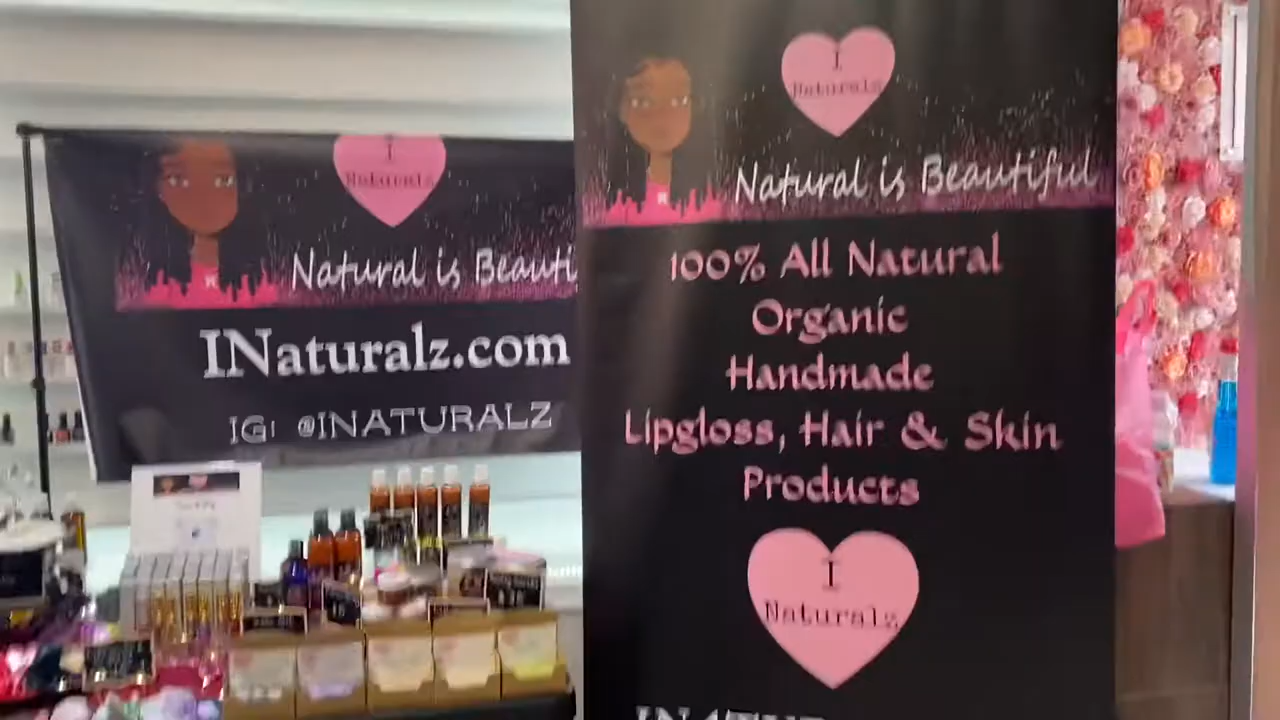 I
Naturalz
Natural is Beauti
INaturalz.com
IG: @INATURALZ
I
Naturalz
Natural is Beautiful
100% All Natural
Organic
Handmade
Lipgloss, Hair & Skin
Products
I
Naturalz